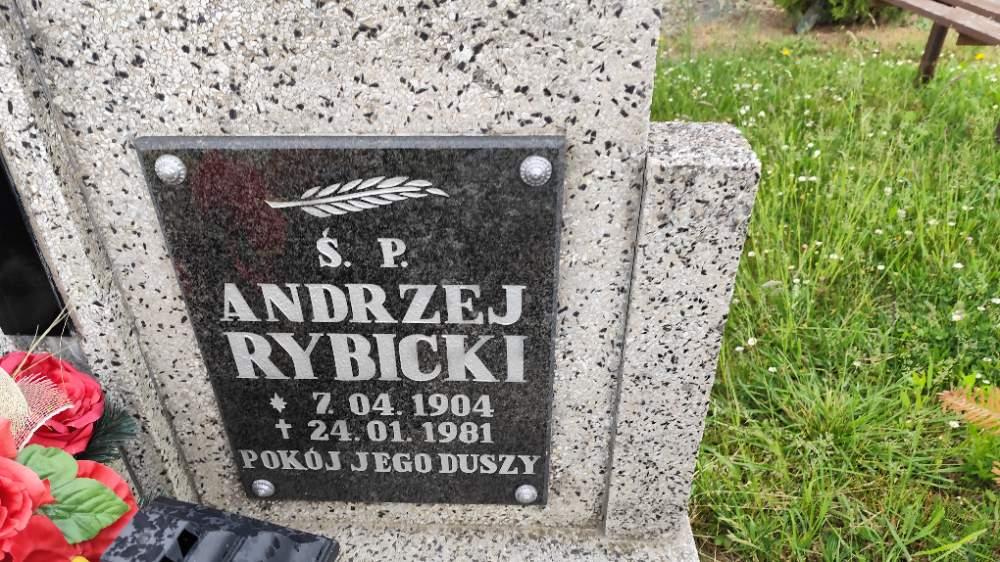 Ś. P.
ANDRZEJ
RYBICKI
* 7. 04. 1904
† 24. 01. 1981
POKÓJ JEGO DUSZY